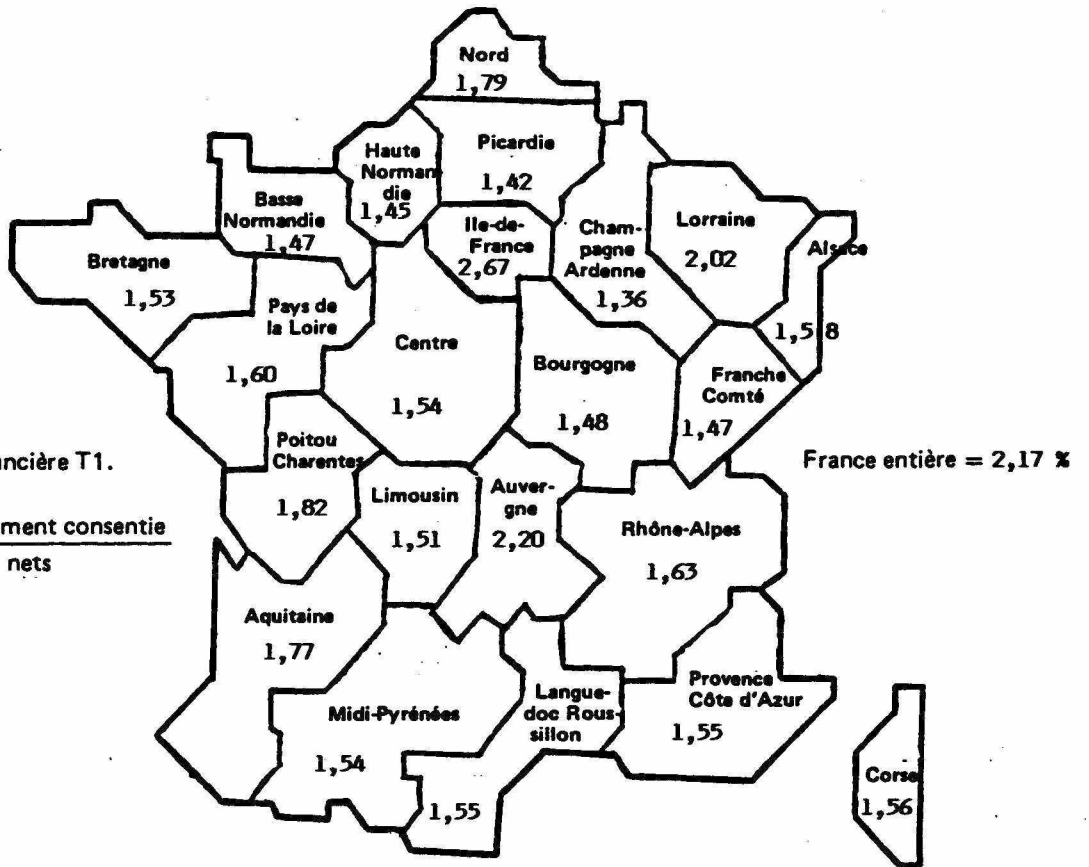 Nord
1,79
Picardie
1,42
Haute
Norman-
die
1,45
Basse
Normandie
1,47
Ile-de-
France
2,67
Cham-
pagne
Ardenne
1,36
Lorraine
2,02
Alsace
1,58
Bretagne
1,53
Pays de
la Loire
1,60
Centre
1,54
Bourgogne
1,48
Franche
Comté
1,47
Poitou
Charentes
1,82
Limousin
1,51
Auver-
gne
2,20
Rhône-Alpes
1,63
Aquitaine
1,77
Midi-Pyrénées
1,54
Langue-
doc Rous-
sillon
1,55
Provence
Côte d'Azur
1,55
Corse
1,56
ncière T1.
ment consentie
nets
France entière = 2,17 %